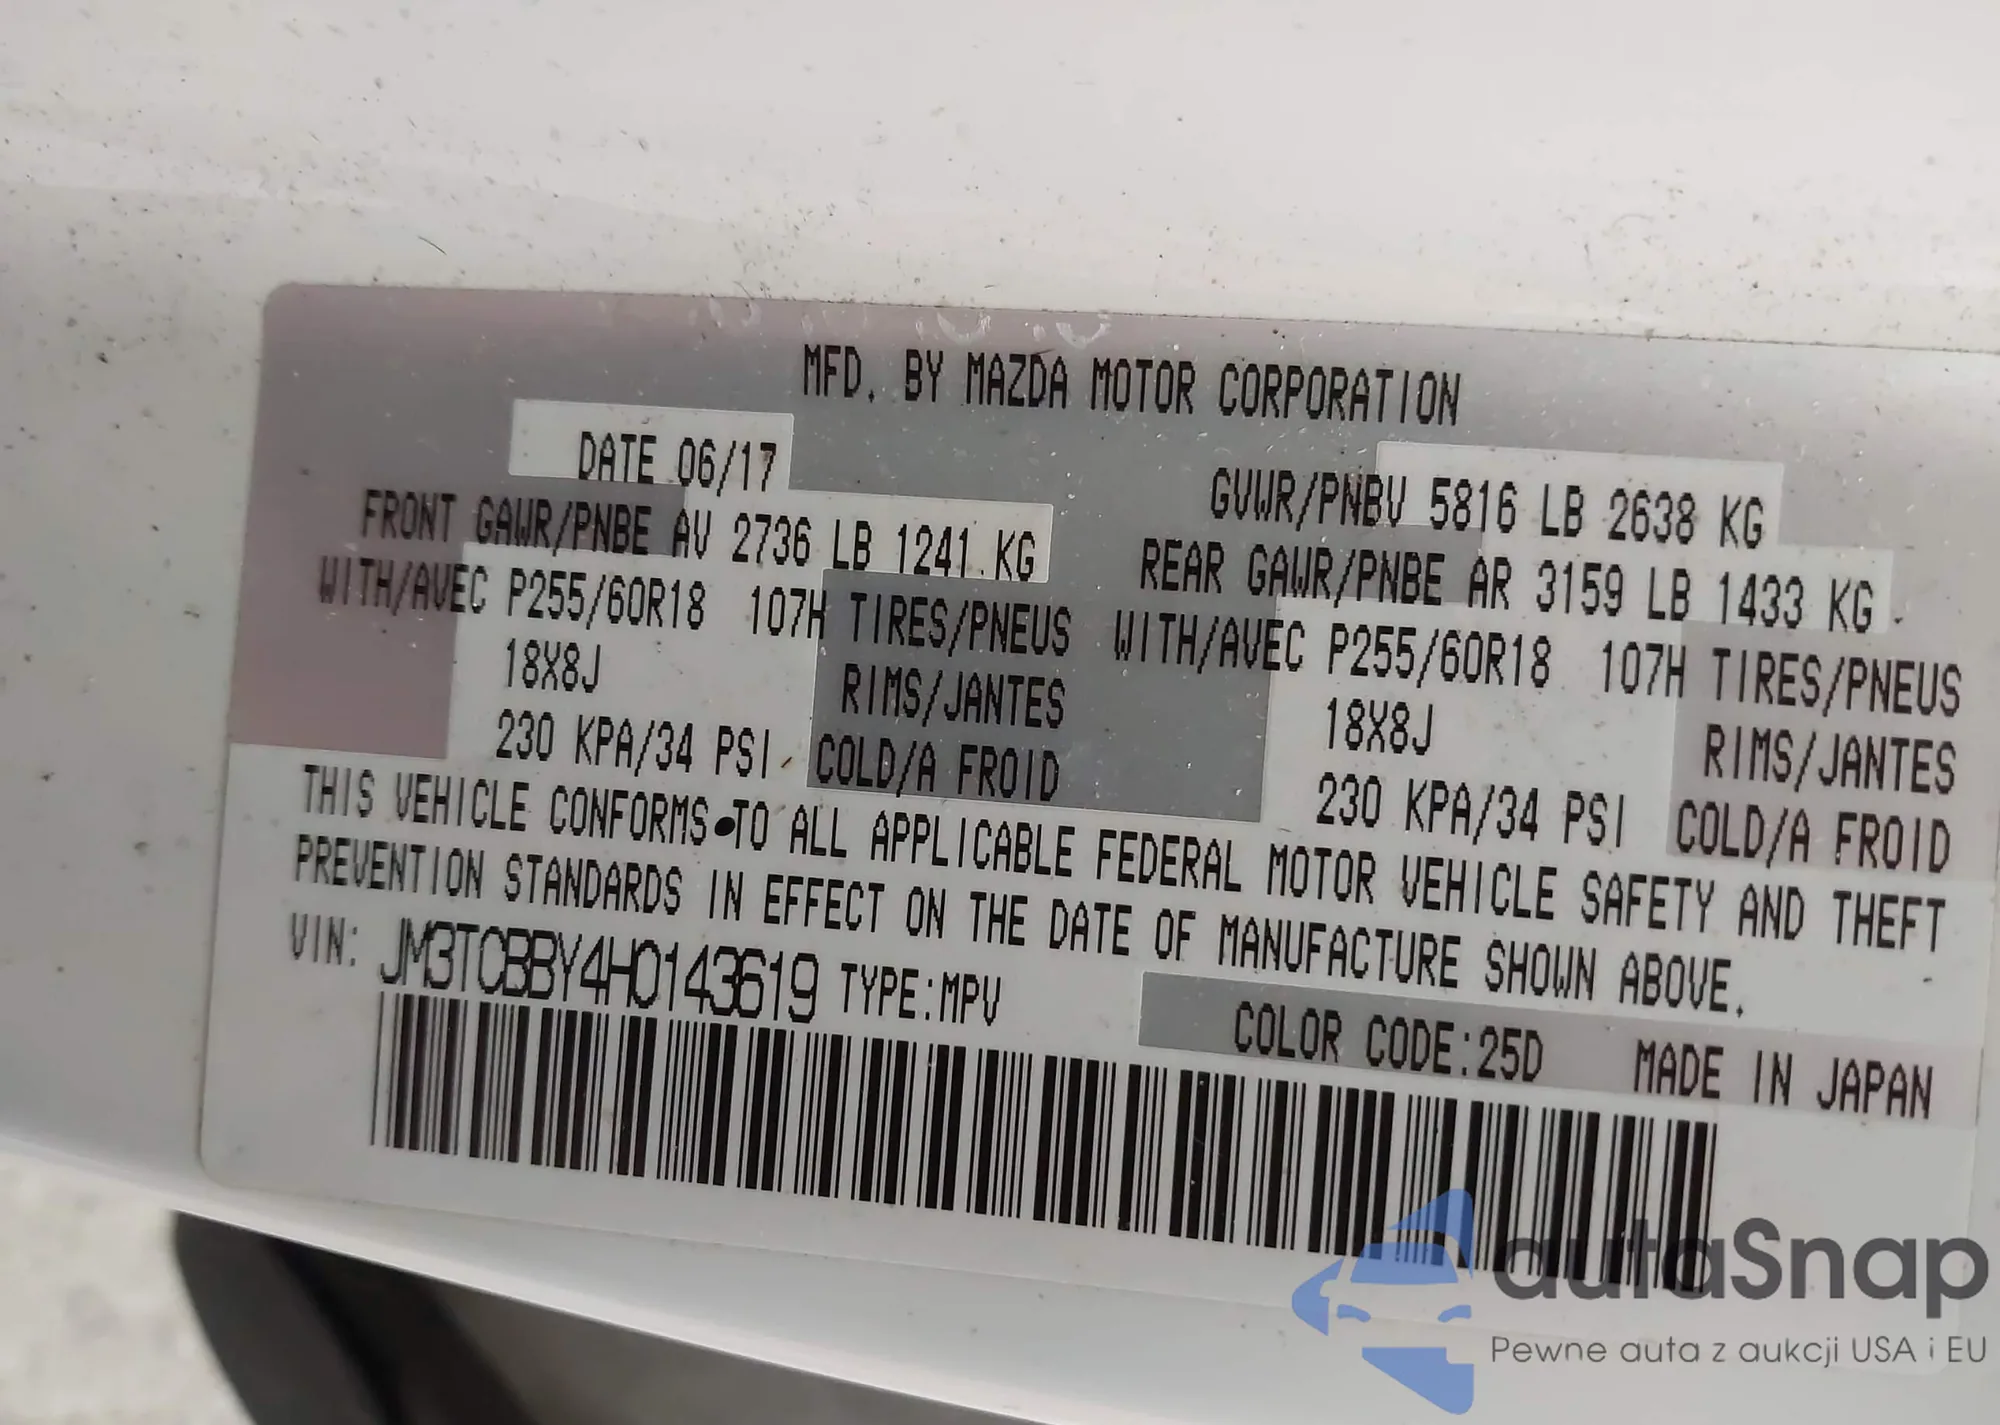 MFD. BY MAZDA MOTOR CORPORATION
DATE 06/17
GVWR/PNBV 5816 LB 2638 KG
FRONT GAWR/PNBE AV 2736 LB 1241 KG
REAR GAWR/PNBE AR 3159 LB 1433 KG
WITH/AVEC P255/60R18 107H TIRES/PNEUS
WITH/AVEC P255/60R18 107H TIRES/PNEUS
18X8J RIMS/JANTES
18X8J RIMS/JANTES
230 KPA/34 PSI COLD/A FROID
230 KPA/34 PSI COLD/A FROID
THIS VEHICLE CONFORMS TO ALL APPLICABLE FEDERAL MOTOR VEHICLE SAFETY AND THEFT
PREVENTION STANDARDS IN EFFECT ON THE DATE OF MANUFACTURE SHOWN ABOVE.
VIN: JM3TCBBY4H0143619 TYPE:MPV
COLOR CODE:25D MADE IN JAPAN
autaSnap
Pewne auta z aukcji USA i EU